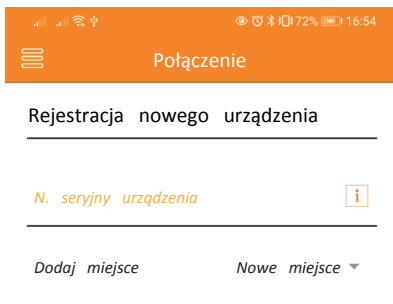 72% 16:54
Połączenie
Rejestracja nowego urządzenia
N. seryjny urządzenia i
Dodaj miejsce Nowe miejsce